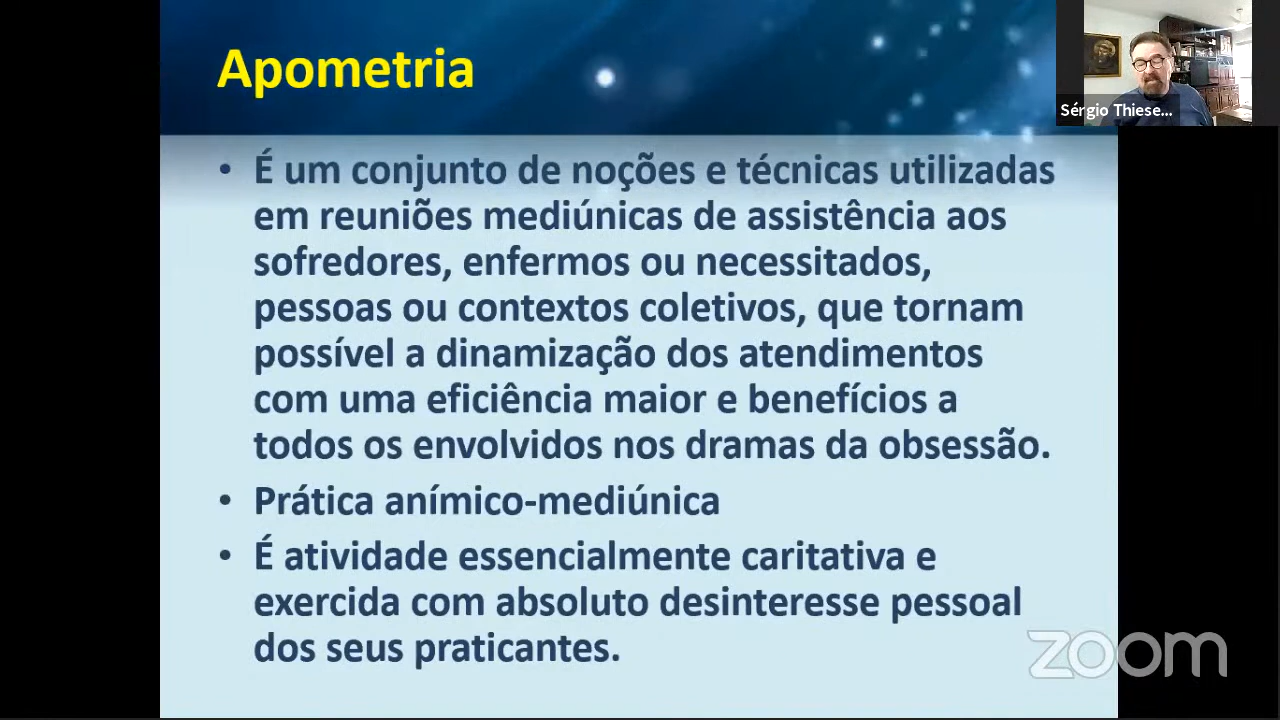 Apometria
Sérgio Thiese...
• É um conjunto de noções e técnicas utilizadas
em reuniões mediúnicas de assistência aos
sofredores, enfermos ou necessitados,
pessoas ou contextos coletivos, que tornam
possível a dinamização dos atendimentos
com uma eficiência maior e benefícios a
todos os envolvidos nos dramas da obsessão.
• Prática anímico-mediúnica
• É atividade essencialmente caritativa e
exercida com absoluto desinteresse pessoal
dos seus praticantes.
zoom